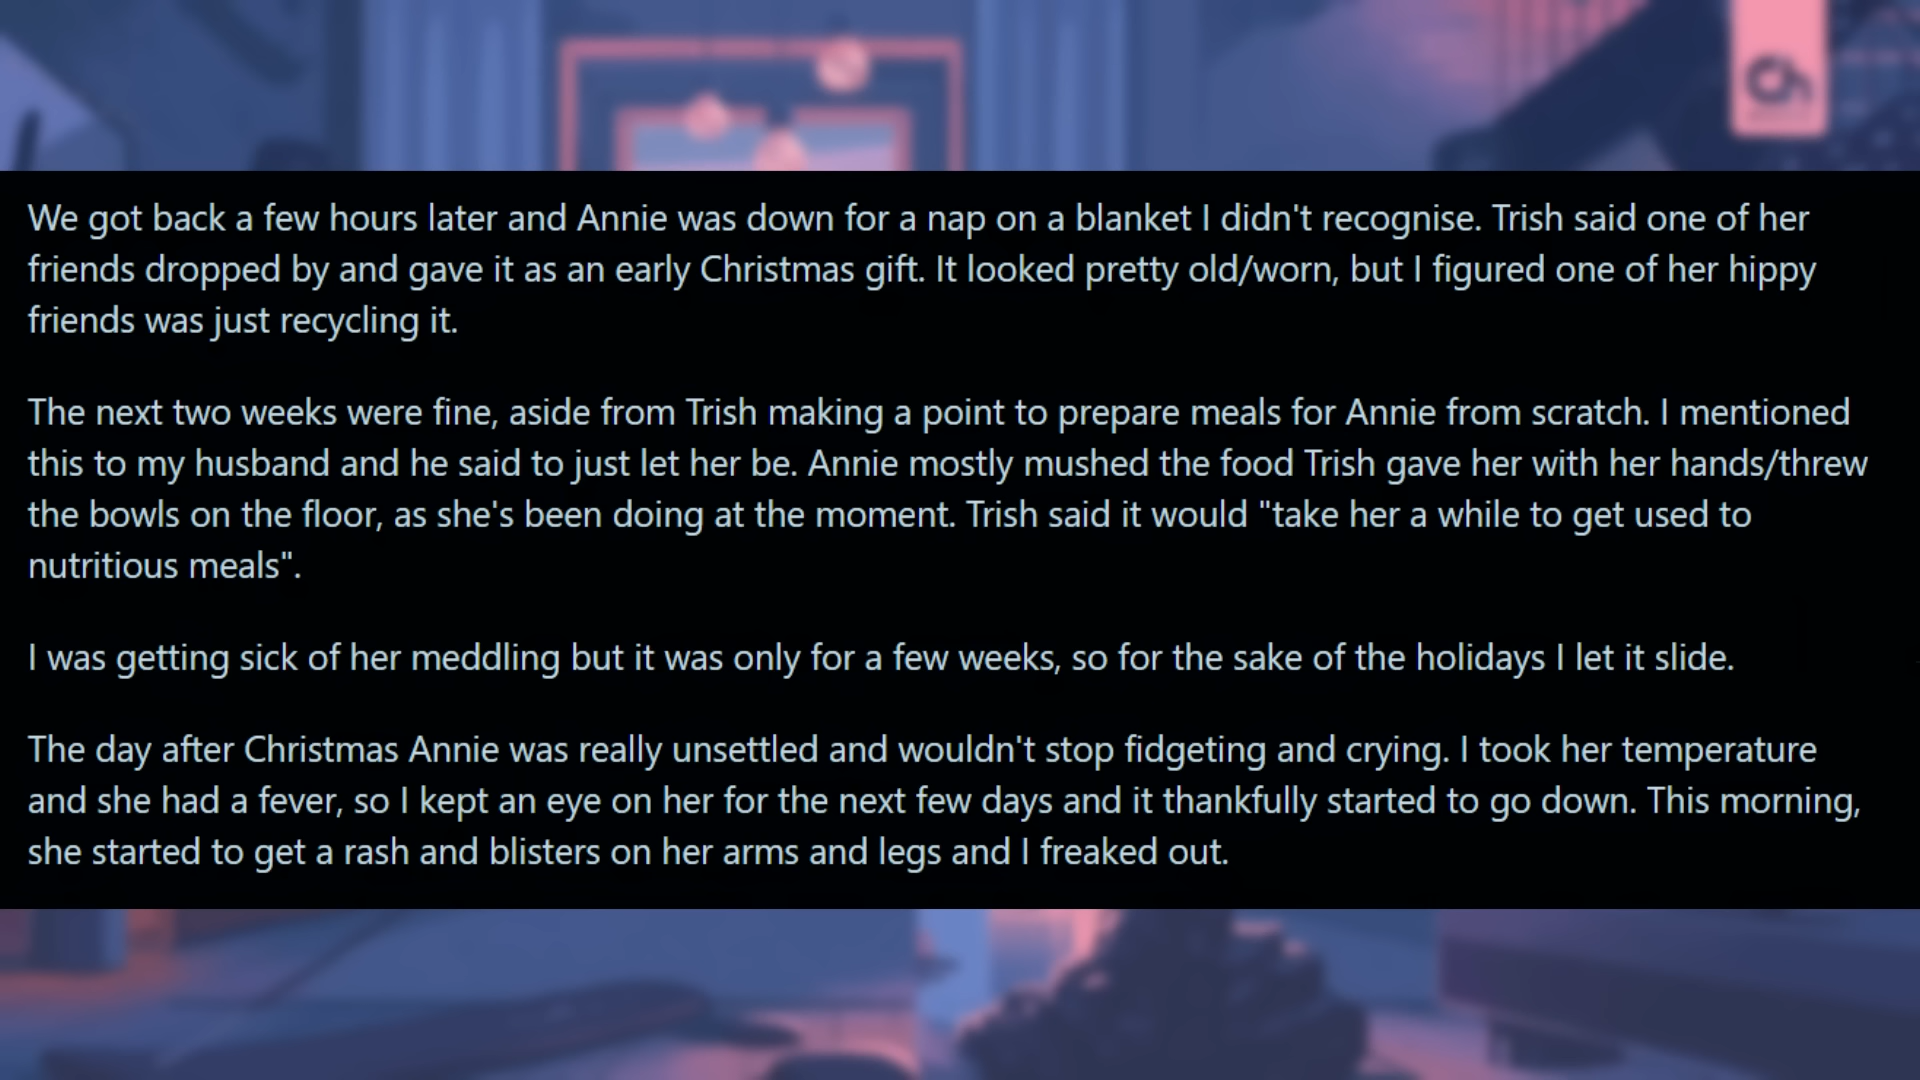 We got back a few hours later and Annie was down for a nap on a blanket I didn't recognise. Trish said one of her
friends dropped by and gave it as an early Christmas gift. It looked pretty old/worn, but I figured one of her hippy
friends was just recycling it.
The next two weeks were fine, aside from Trish making a point to prepare meals for Annie from scratch. I mentioned
this to my husband and he said to just let her be. Annie mostly mushed the food Trish gave her with her hands/threw
the bowls on the floor, as she's been doing at the moment. Trish said it would "take her a while to get used to
nutritious meals".
I was getting sick of her meddling but it was only for a few weeks, so for the sake of the holidays I let it slide.
The day after Christmas Annie was really unsettled and wouldn't stop fidgeting and crying. I took her temperature
and she had a fever, so I kept an eye on her for the next few days and it thankfully started to go down. This morning,
she started to get a rash and blisters on her arms and legs and I freaked out.